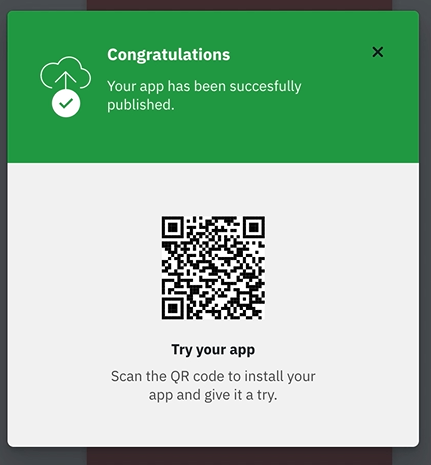 Congratulations
Your app has been succesfully
published.
Try your app
Scan the QR code to install your
app and give it a try.